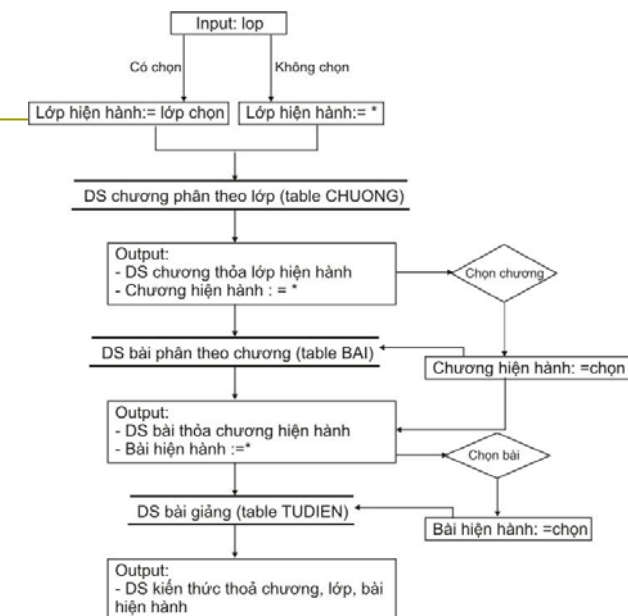 Input: lop
Có chọn
Không chọn
Lớp hiện hành:= lớp chọn
Lớp hiện hành:= *
DS chương phân theo lớp (table CHUONG)
Output:
- DS chương thỏa lớp hiện hành
- Chương hiện hành : = *
Chọn chương
DS bài phân theo chương (table BAI)
Chương hiện hành: =chọn
Output:
- DS bài thỏa chương hiện hành
- Bài hiện hành :=*
Chọn bài
DS bài giảng (table TUDIEN)
Bài hiện hành: =chọn
Output:
- DS kiến thức thoả chương, lớp, bài
hiện hành